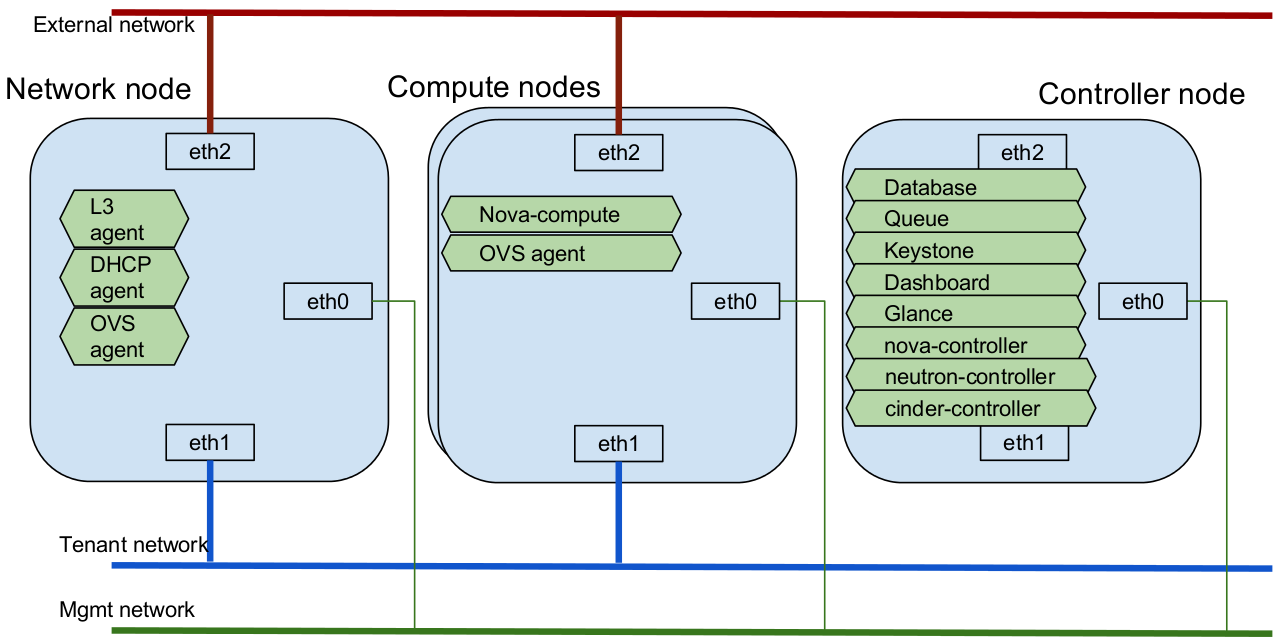 External network
Network node
Compute nodes
Controller node
eth2
L3
agent
DHCP
agent
OVS
agent
eth0
eth1
eth2
Nova-compute
OVS agent
eth0
eth1
eth2
Database
Queue
Keystone
Dashboard
Glance
nova-controller
neutron-controller
cinder-controller
eth0
eth1
Tenant network
Mgmt network